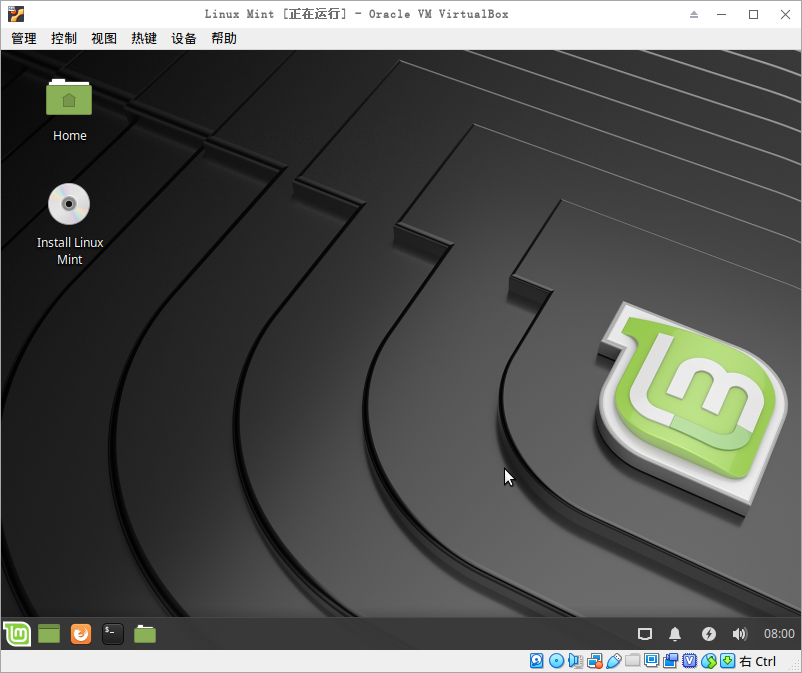 Linux Mint [正在运行] - Oracle VM VirtualBox
管理 控制 视图 热键 设备 帮助
Home
Install Linux
Mint
08:00
右 Ctrl